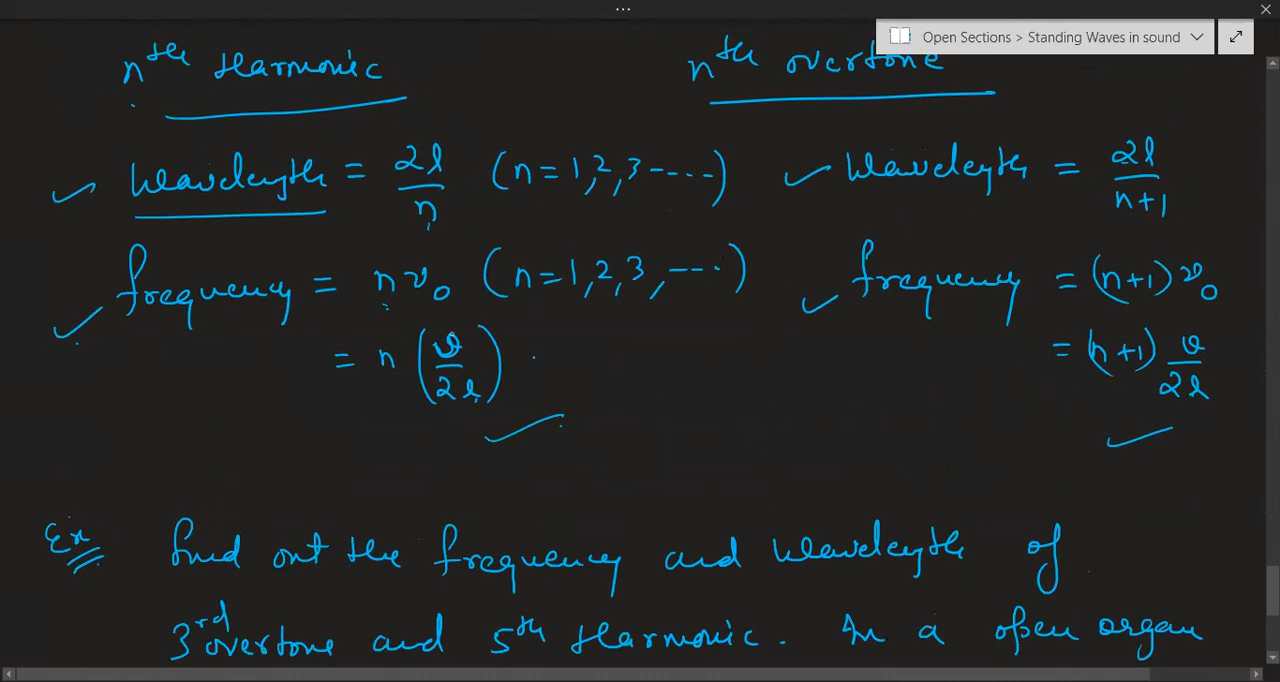 Open Sections > Standing Waves in sound
nth Harmonic
nth overtone
Wavelength = 2l/n (n = 1,2,3 ----)
Wavelength = 2l/n+1
frequency = nν₀ (n = 1,2,3, ---)
frequency = (n+1)ν₀
= n (v/2l)
= (n+1) v/2l
Ex find out the frequency and wavelength of
3rd overtone and 5th Harmonic. In a open organ